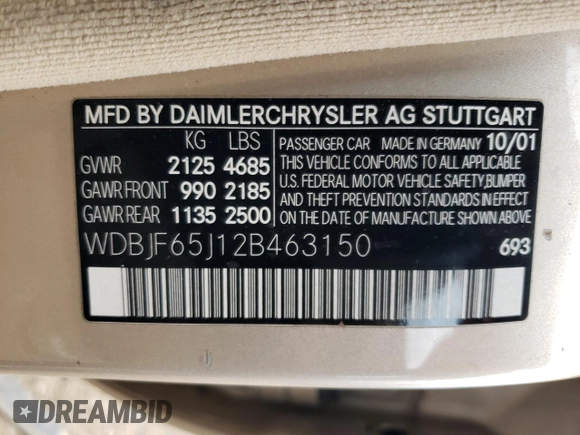 MFD BY DAIMLERCHRYSLER AG STUTTGART
KG LBS
GVWR 2125 4685
GAWR FRONT 990 2185
GAWR REAR 1135 2500
PASSENGER CAR MADE IN GERMANY 10/01
THIS VEHICLE CONFORMS TO ALL APPLICABLE
U.S. FEDERAL MOTOR VEHICLE SAFETY, BUMPER
AND THEFT PREVENTION STANDARDS IN EFFECT
ON THE DATE OF MANUFACTURE SHOWN ABOVE.
WDBJF65J12B463150
693
DREAMBID